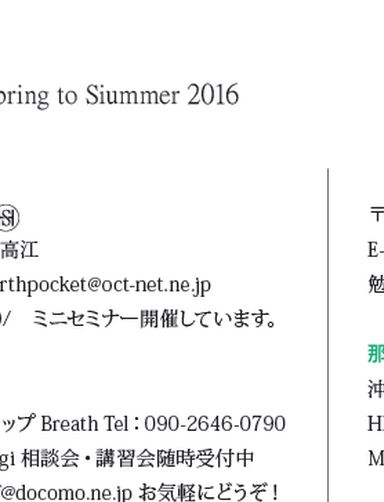 pring to Siummer 2016
高江
rthpocket@oct-net.ne.jp
/ ミニセミナー開催しています。
ップ Breath Tel：090-2646-0790
gi 相談会・講習会随時受付中
@docomo.ne.jp お気軽にどうぞ！
〒
E-
勉
那
沖
H
M